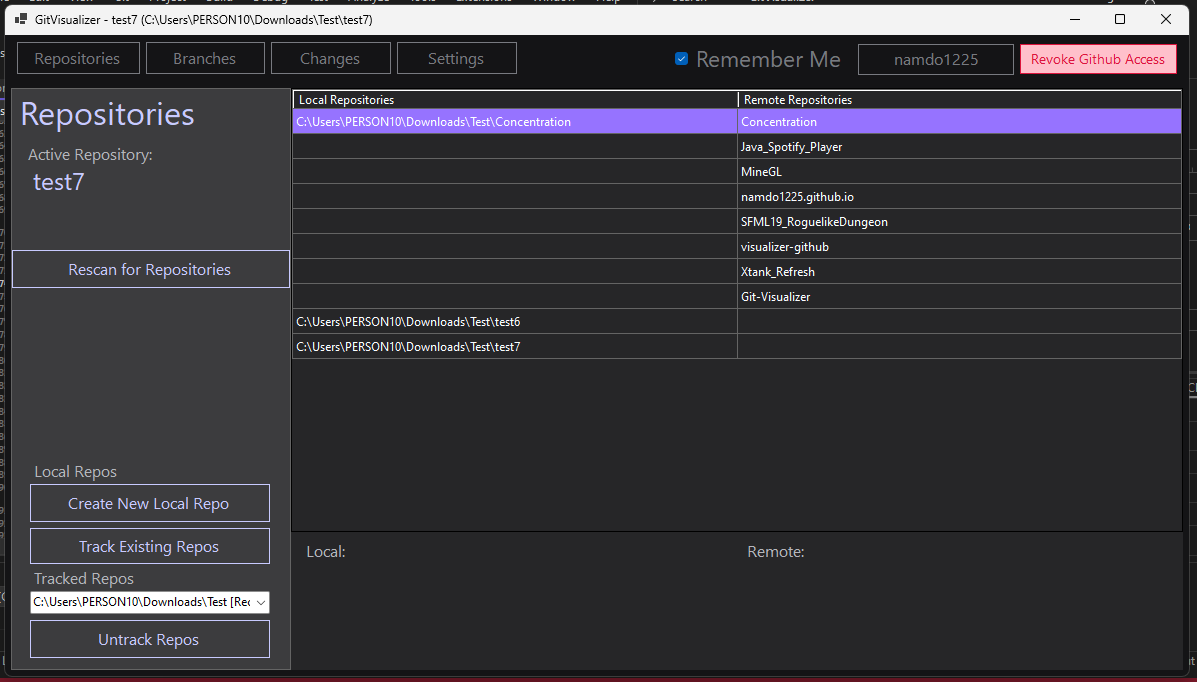 GitVisualizer - test7 (C:\Users\PERSON10\Downloads\Test\test7)
Repositories Branches Changes Settings Remember Me namdo1225 Revoke Github Access
Repositories
Active Repository:
test7
Rescan for Repositories
Local Repos
Create New Local Repo
Track Existing Repos
Tracked Repos
C:\Users\PERSON10\Downloads\Test
Untrack Repos
Local Repositories Remote Repositories
C:\Users\PERSON10\Downloads\Test\Concentration Concentration
Java_Spotify_Player
MineGL
namdo1225.github.io
SFML19_RoguelikeDungeon
visualizer-github
Xtank_Refresh
Git-Visualizer
C:\Users\PERSON10\Downloads\Test\test6
C:\Users\PERSON10\Downloads\Test\test7
Local: Remote: